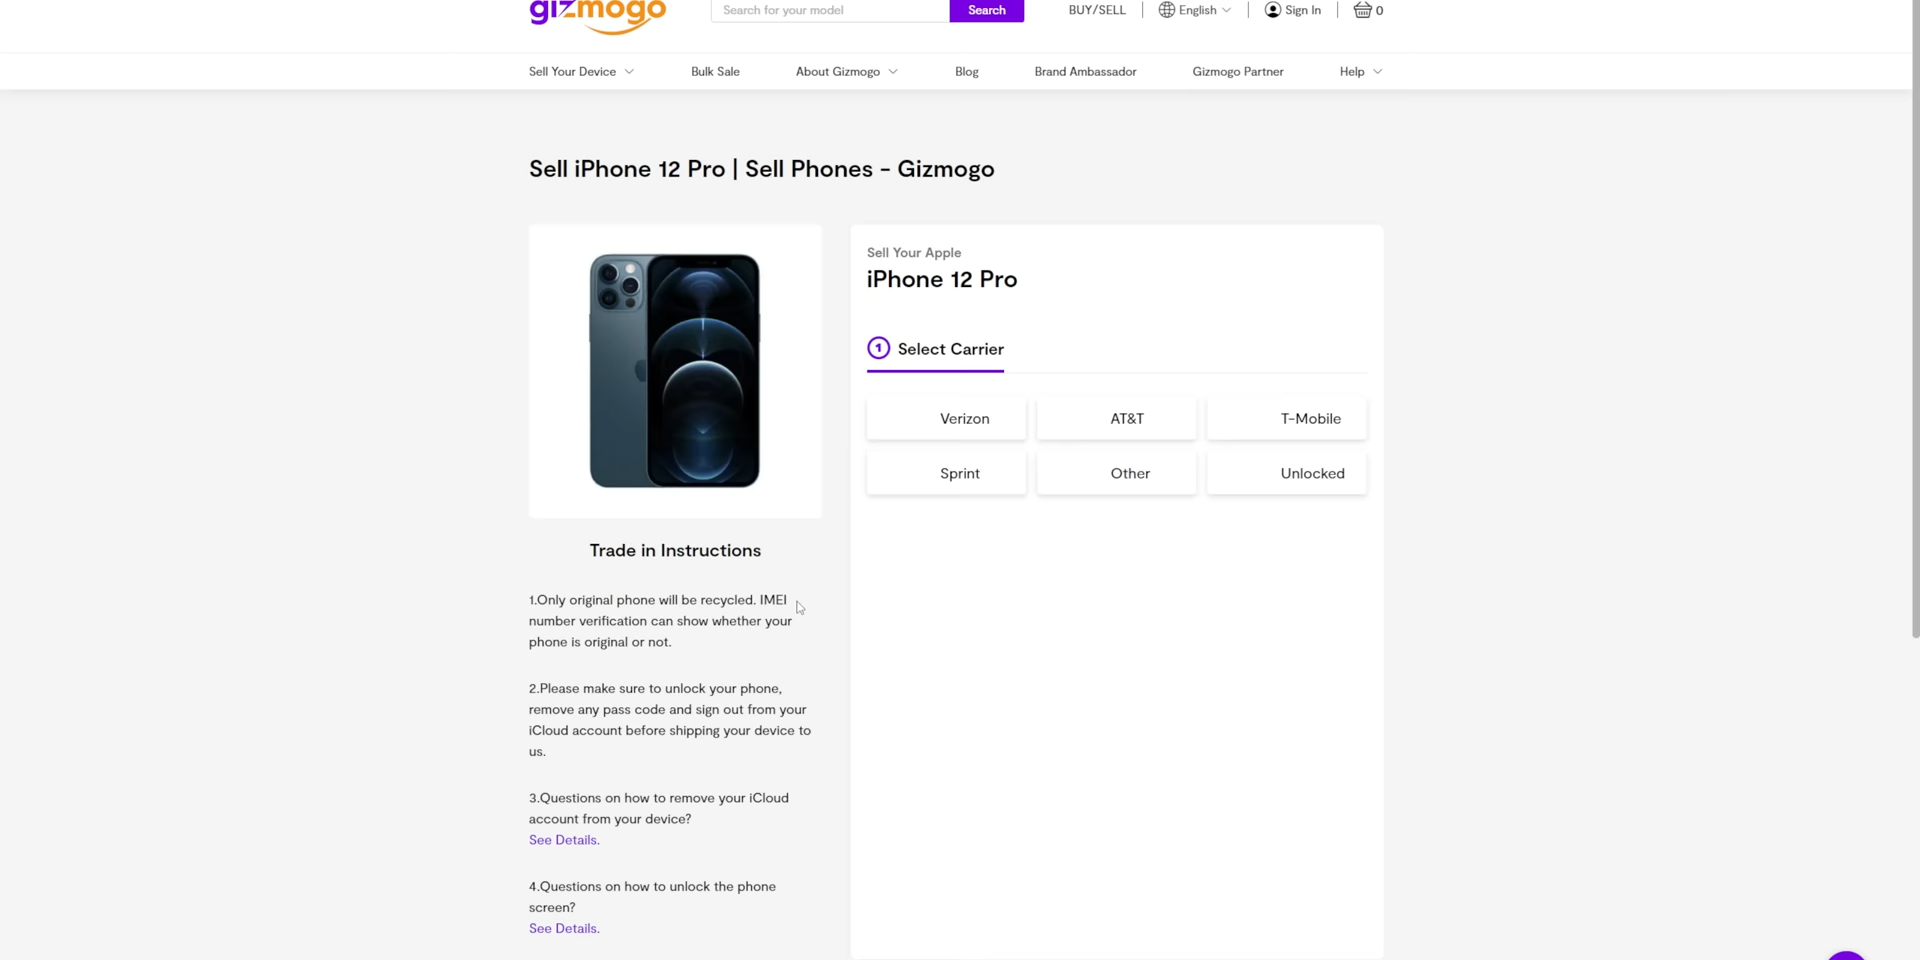 gizmogo
Search for your model
Search
BUY/SELL
English
Sign In
0
Sell Your Device
Bulk Sale
About Gizmogo
Blog
Brand Ambassador
Gizmogo Partner
Help
Sell iPhone 12 Pro | Sell Phones - Gizmogo
Sell Your Apple
iPhone 12 Pro
1 Select Carrier
Verizon
AT&T
T-Mobile
Sprint
Other
Unlocked
Trade in Instructions
1.Only original phone will be recycled. IMEI
number verification can show whether your
phone is original or not.
2.Please make sure to unlock your phone,
remove any pass code and sign out from your
iCloud account before shipping your device to
us.
3.Questions on how to remove your iCloud
account from your device?
See Details.
4.Questions on how to unlock the phone
screen?
See Details.